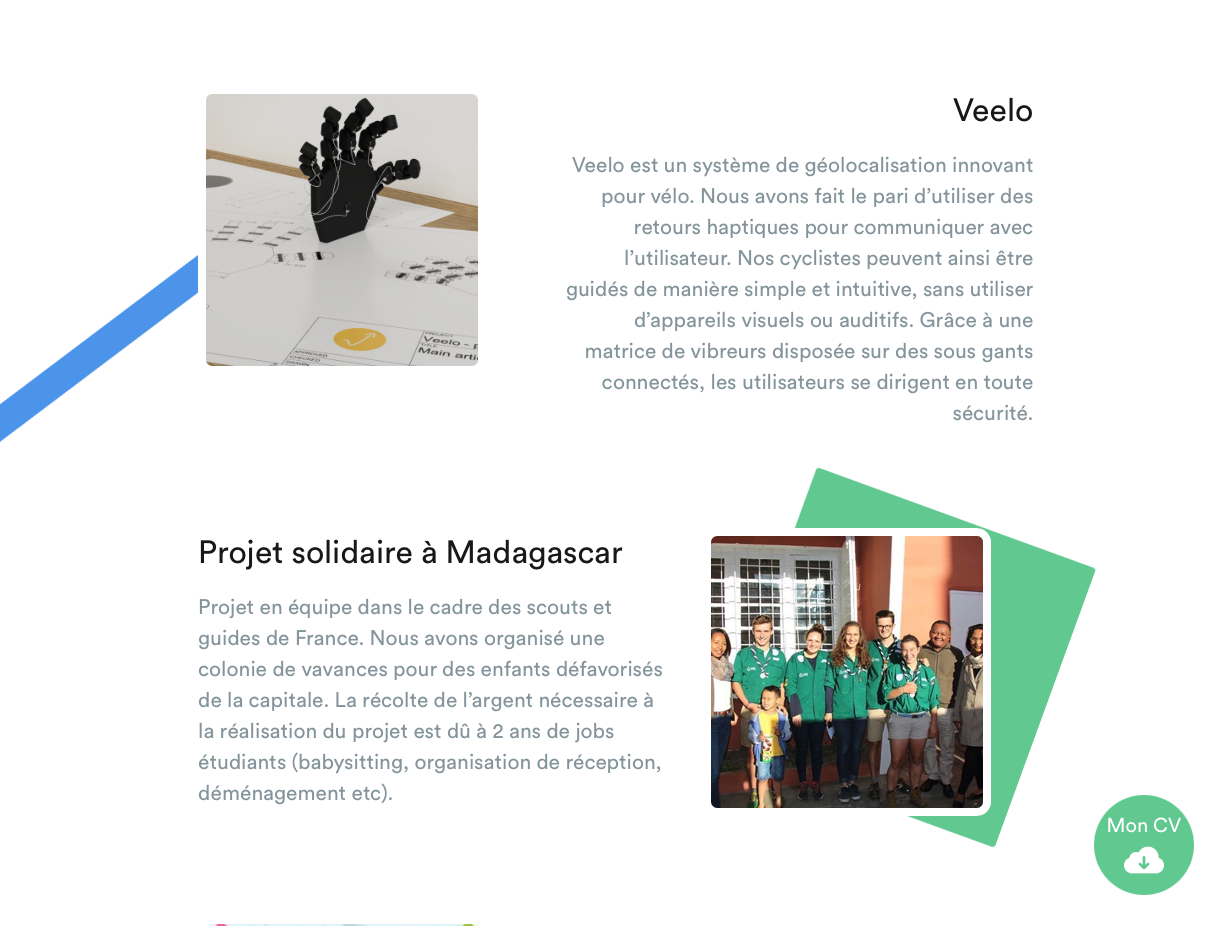 Veelo
Veelo est un système de géolocalisation innovant
pour vélo. Nous avons fait le pari d’utiliser des
retours haptiques pour communiquer avec
l’utilisateur. Nos cyclistes peuvent ainsi être
guidés de manière simple et intuitive, sans utiliser
d’appareils visuels ou auditifs. Grâce à une
matrice de vibreurs disposée sur des sous gants
connectés, les utilisateurs se dirigent en toute
sécurité.
PROJECT
Veelo -
TITLE
Main arti
APPROVED
CHECKED
Projet solidaire à Madagascar
Projet en équipe dans le cadre des scouts et
guides de France. Nous avons organisé une
colonie de vavances pour des enfants défavorisés
de la capitale. La récolte de l’argent nécessaire à
la réalisation du projet est dû à 2 ans de jobs
étudiants (babysitting, organisation de réception,
déménagement etc).
Mon CV